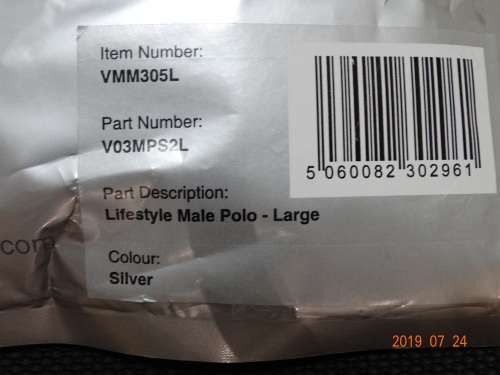 Item Number:
VMM305L
Part Number:
V03MPS2L
Part Description:
Lifestyle Male Polo - Large
Colour:
Silver
5 060082 302961
.com
2019 07 24